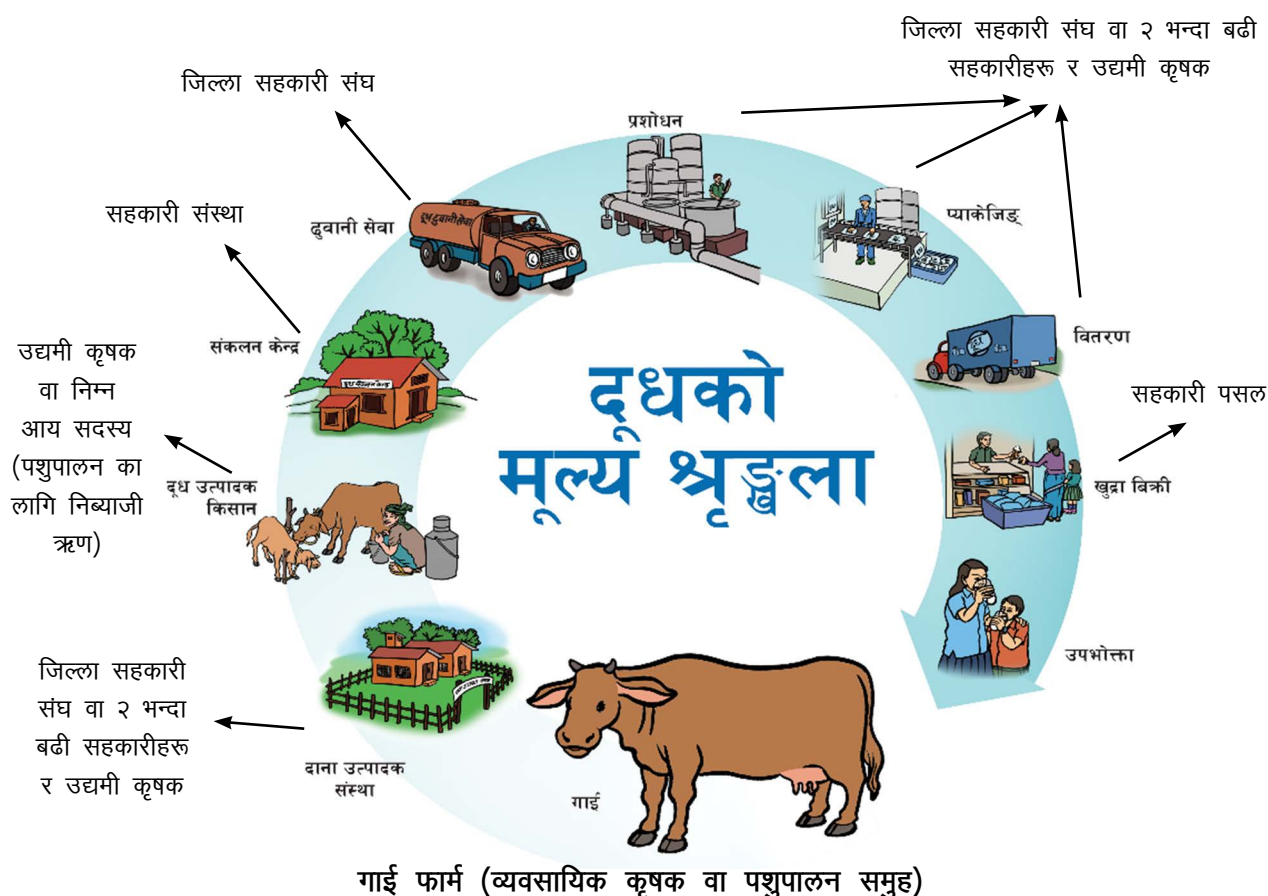 जिल्ला सहकारी संघ वा २ भन्दा बढी
सहकारीहरू र उद्यमी कृषक
जिल्ला सहकारी संघ
प्रशोधन
सहकारी संस्था
ढुवानी सेवा
दूध ढुवानी सेवा
प्याकेजिङ्
संकलन केन्द्र
वितरण
उद्यमी कृषक
वा निम्न
आय सदस्य
(पशुपालन का
लागि निब्याजी
ऋण)
दूधको
मूल्य श्रृङ्खला
सहकारी पसल
दूध उत्पादक
किसान
खुद्रा बिक्री
उपभोक्ता
जिल्ला सहकारी
संघ वा २ भन्दा
बढी सहकारीहरू
र उद्यमी कृषक
दाना उत्पादक
संस्था
गाई
गाई फार्म (व्यवसायिक कृषक वा पशुपालन समुह)